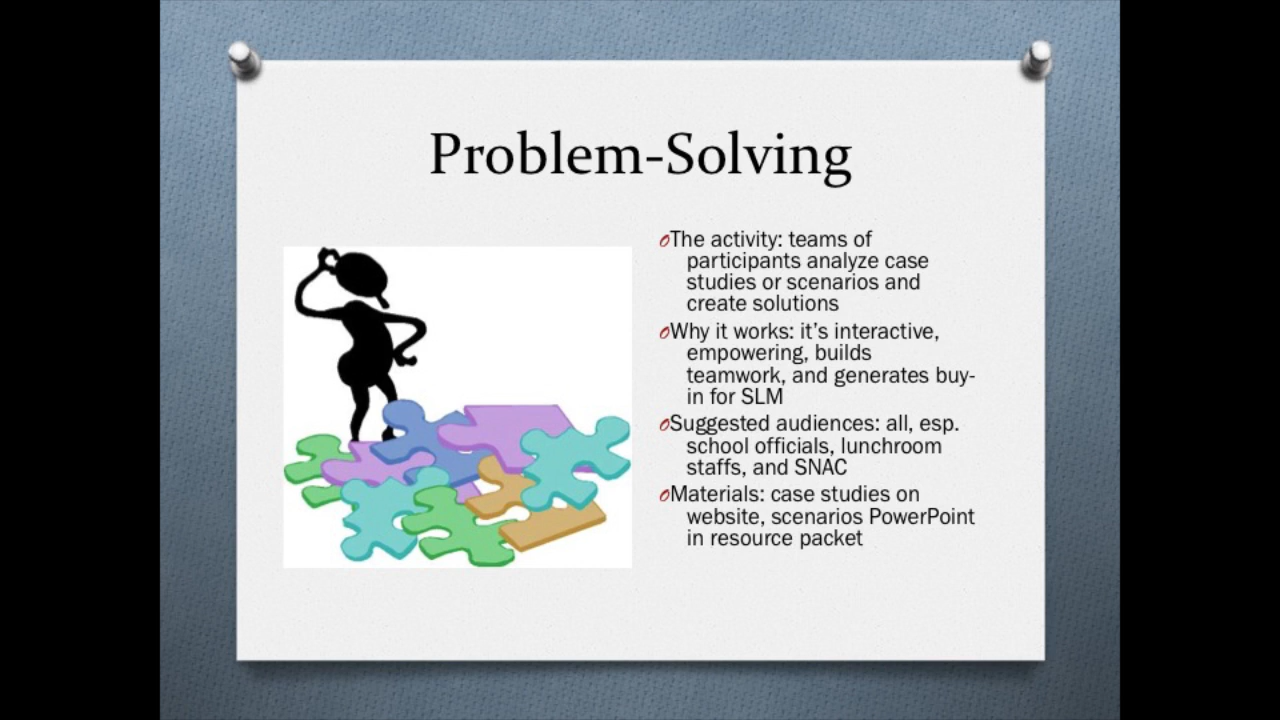 Problem-Solving
The activity: teams of
participants analyze case
studies or scenarios and
create solutions
Why it works: it’s interactive,
empowering, builds
teamwork, and generates buy-
in for SLM
Suggested audiences: all, esp.
school officials, lunchroom
staffs, and SNAC
Materials: case studies on
website, scenarios PowerPoint
in resource packet